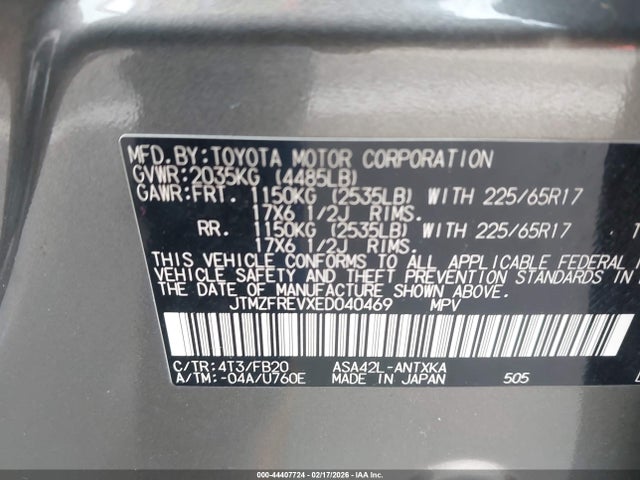 MFD.BY:TOYOTA MOTOR CORPORATION
GVWR:2035KG (4485LB)
GAWR:FRT. 1150KG (2535LB) WITH 225/65R17
17X6 1/2J RIMS.
RR. 1150KG (2535LB) WITH 225/65R17 T
17X6 1/2J RIMS.
THIS VEHICLE CONFORMS TO ALL APPLICABLE FEDERAL
VEHICLE SAFETY AND THEFT PREVENTION STANDARDS IN
THE DATE OF MANUFACTURE SHOWN ABOVE.
JTMZFREVXED040469 MPV
C/TR:4T3/FB20 ASA42L-ANTXKA
A/TM:-04A/U760E MADE IN JAPAN 505
000-44407724 - 02/17/2026 - IAAI.com